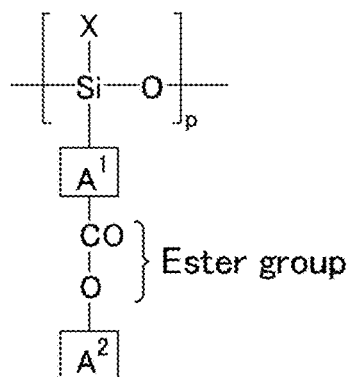 X
Si O
p
A¹
CO
O
Ester group
A²